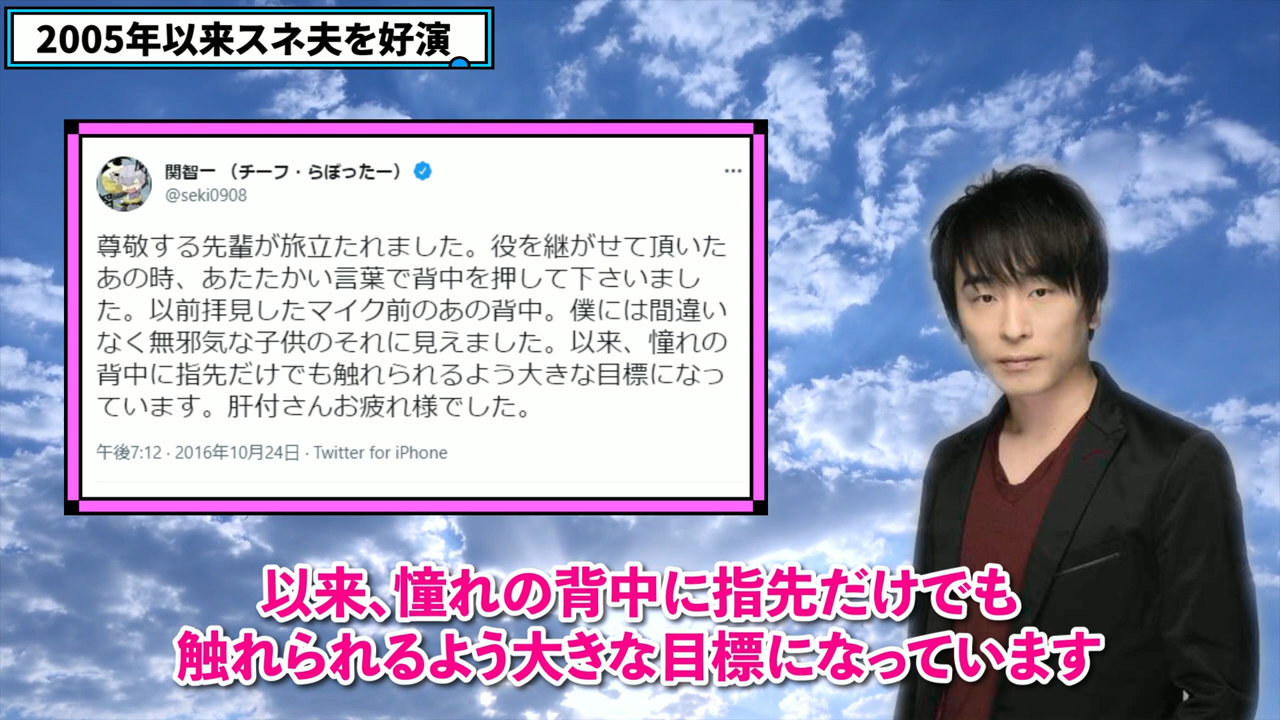 2005年以来スネ夫を好演
関智一（チーフ・らぼったー）
@seki0908
尊敬する先輩が旅立たれました。役を継がせて頂いた
あの時、あたたかい言葉で背中を押して下さいまし
た。以前拝見したマイク前のあの背中。僕には間違い
なく無邪気な子供のそれに見えました。以来、憧れの
背中に指先だけでも触れられるよう大きな目標になっ
ています。肝付さんお疲れ様でした。
午後7:12 · 2016年10月24日 · Twitter for iPhone
以来、憧れの背中に指先だけでも
触れられるよう大きな目標になっています